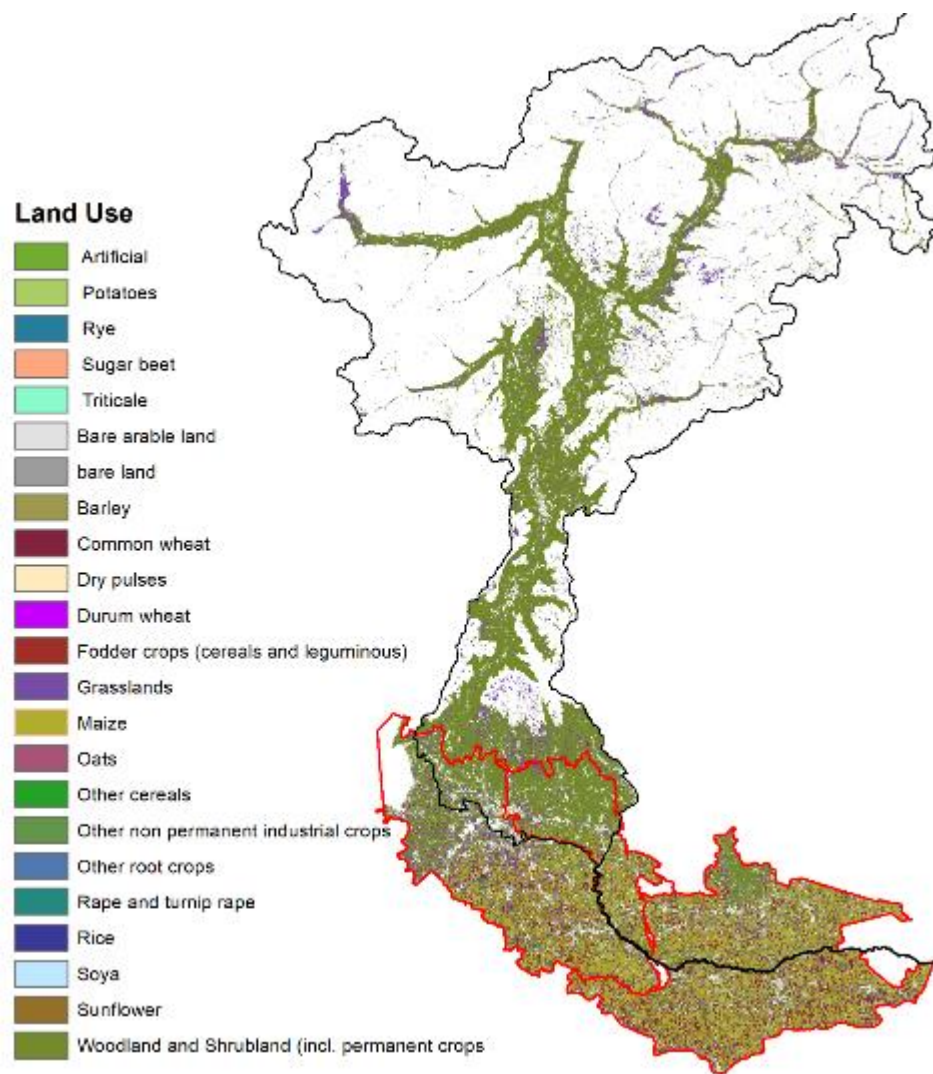 Land Use
Artificial
Potatoes
Rye
Sugar beet
Triticale
Bare arable land
bare land
Barley
Common wheat
Dry pulses
Durum wheat
Fodder crops (cereals and leguminous)
Grasslands
Maize
Oats
Other cereals
Other non permanent industrial crops
Other root crops
Rape and turnip rape
Rice
Soya
Sunflower
Woodland and Shrubland (incl. permanent crops